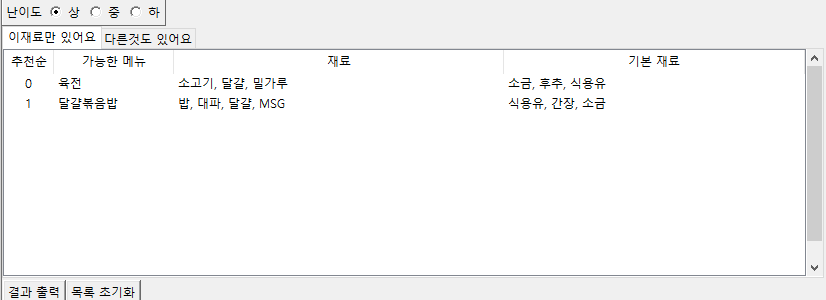 난이도 상 중 하
이재료만 있어요 다른것도 있어요
추천순 가능한 메뉴 재료 기본 재료
0 육전 소고기, 달걀, 밀가루 소금, 후추, 식용유
1 달걀볶음밥 밥, 대파, 달걀, MSG 식용유, 간장, 소금
결과 출력 목록 초기화